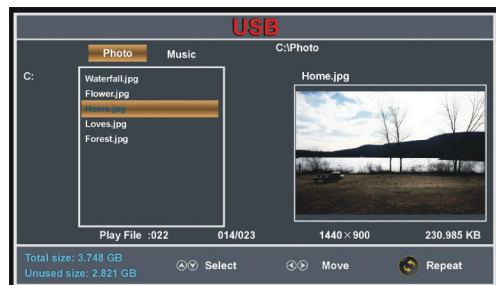 USB
Photo Music C:\Photo
C: Home.jpg
Waterfall.jpg
Flower.jpg
Home.jpg
Loves.jpg
Forest.jpg
Play File :022 014/023 1440×900 230.985 KB
Total size: 3.748 GB
Unused size: 2.821 GB
Select Move Repeat